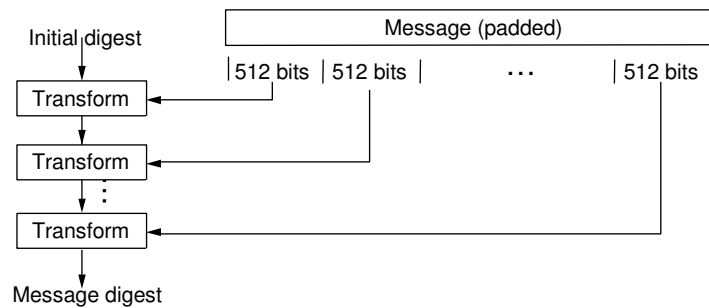 Initial digest
Message (padded)
512 bits 512 bits ... 512 bits
Transform
Transform
Transform
Message digest